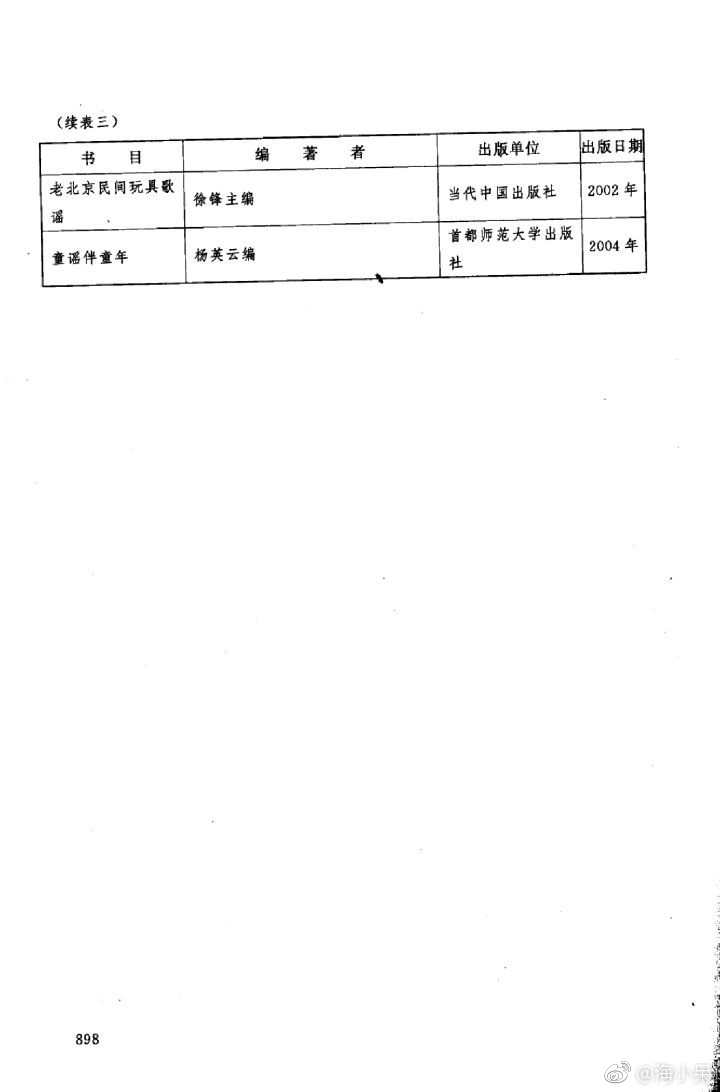 （续表三）
书 目 编 著 者 出版单位 出版日期
老北京民间玩具歌
谣
徐锋主编
当代中国出版社
2002 年
童谣伴童年
杨英云编
首都师范大学出版
社
2004 年
898
@海小呆